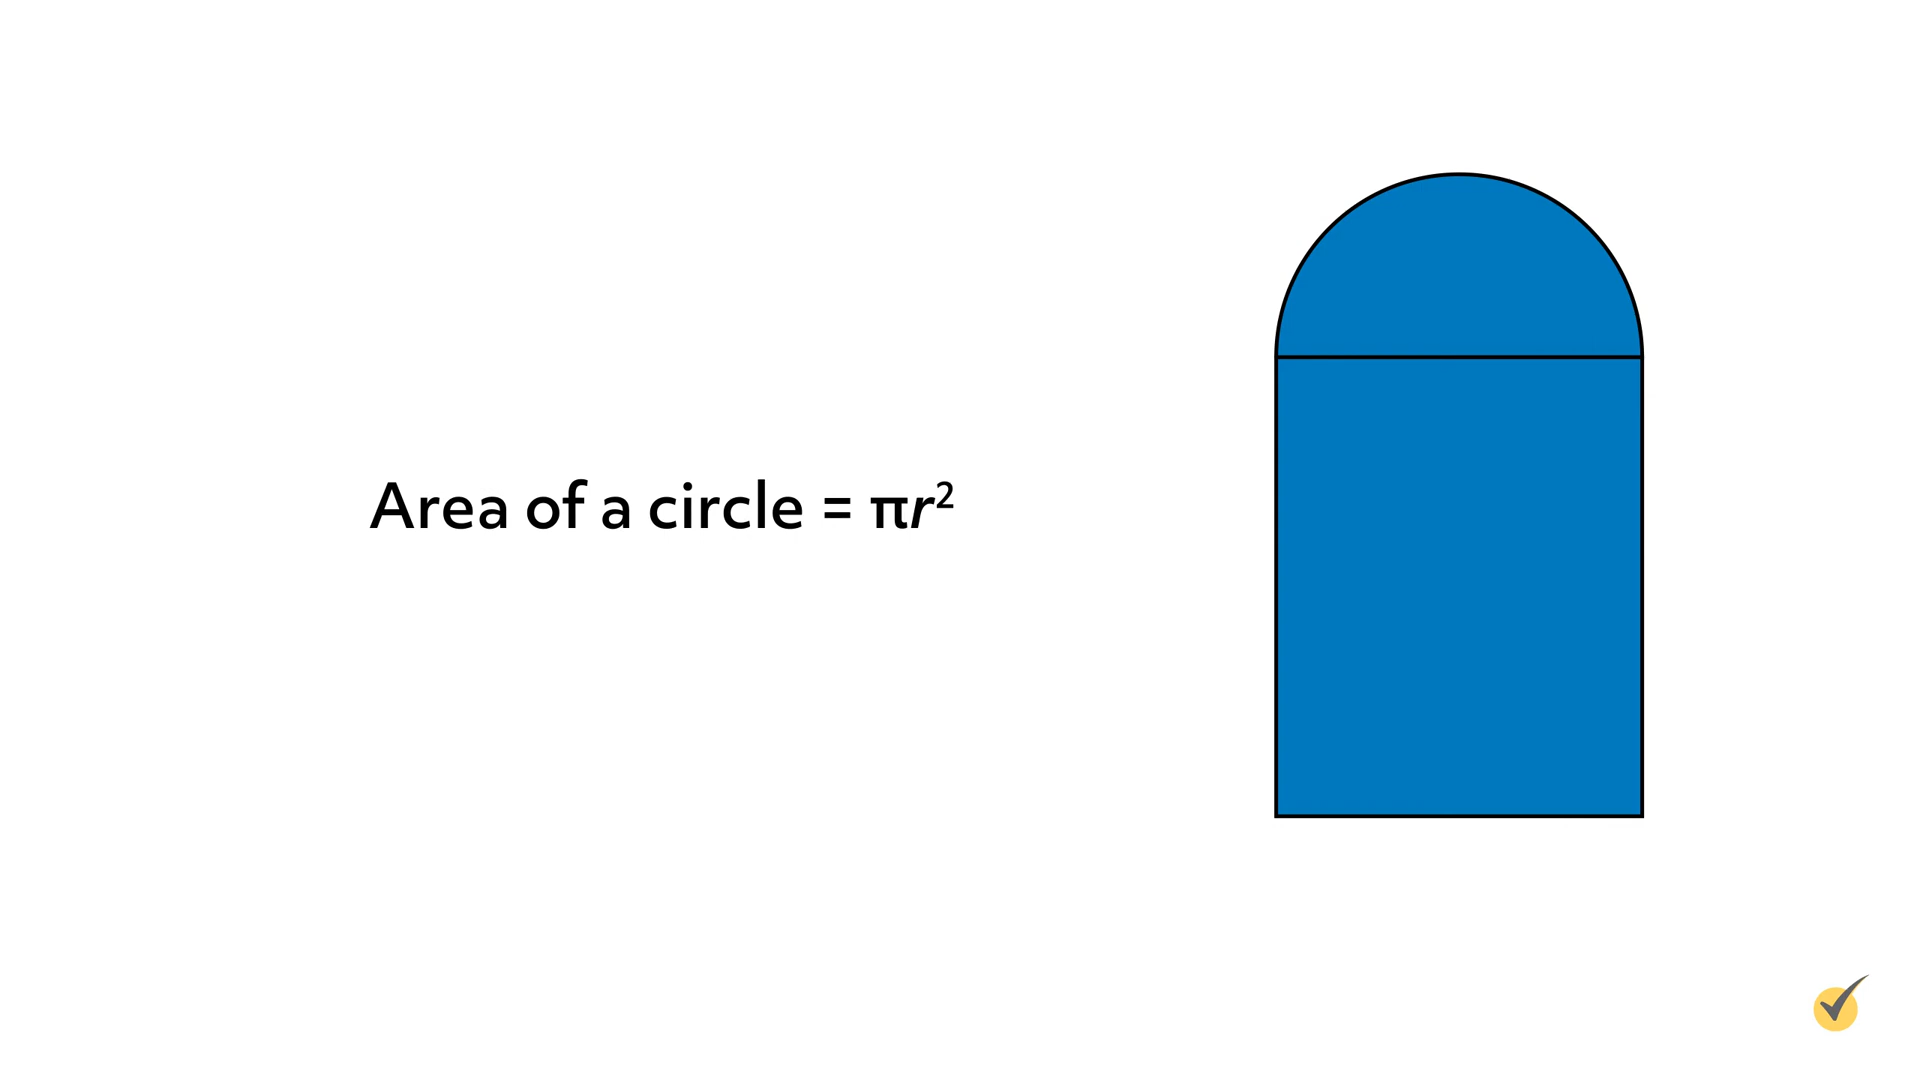 Area of a circle = πr²